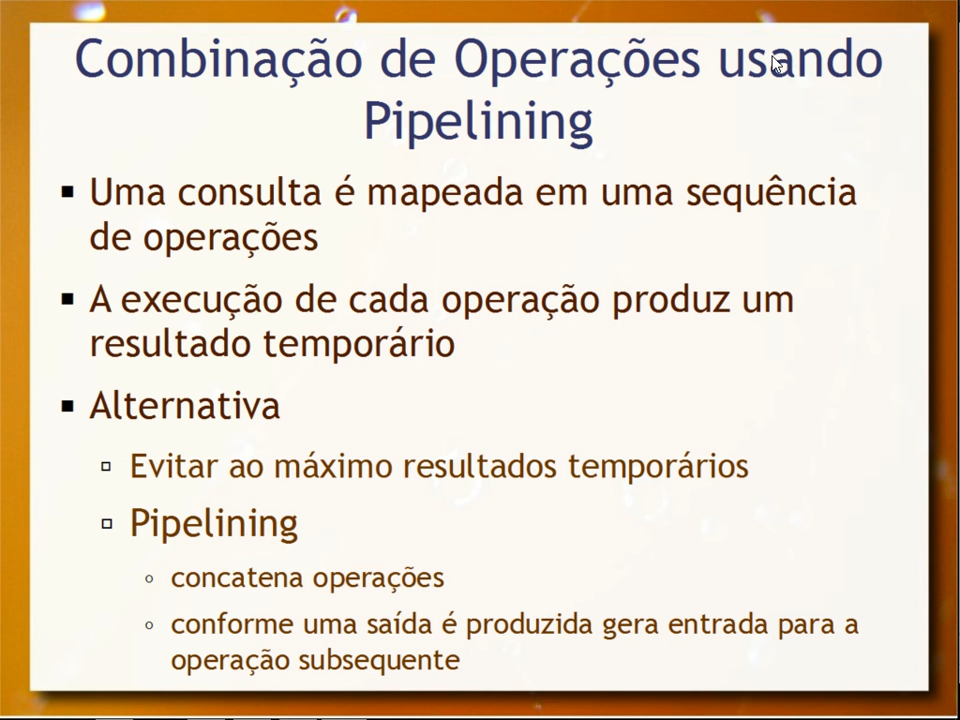 Combinação de Operações usando
Pipelining
Uma consulta é mapeada em uma sequência
de operações
A execução de cada operação produz um
resultado temporário
Alternativa
Evitar ao máximo resultados temporários
Pipelining
concatena operações
conforme uma saída é produzida gera entrada para a
operação subsequente